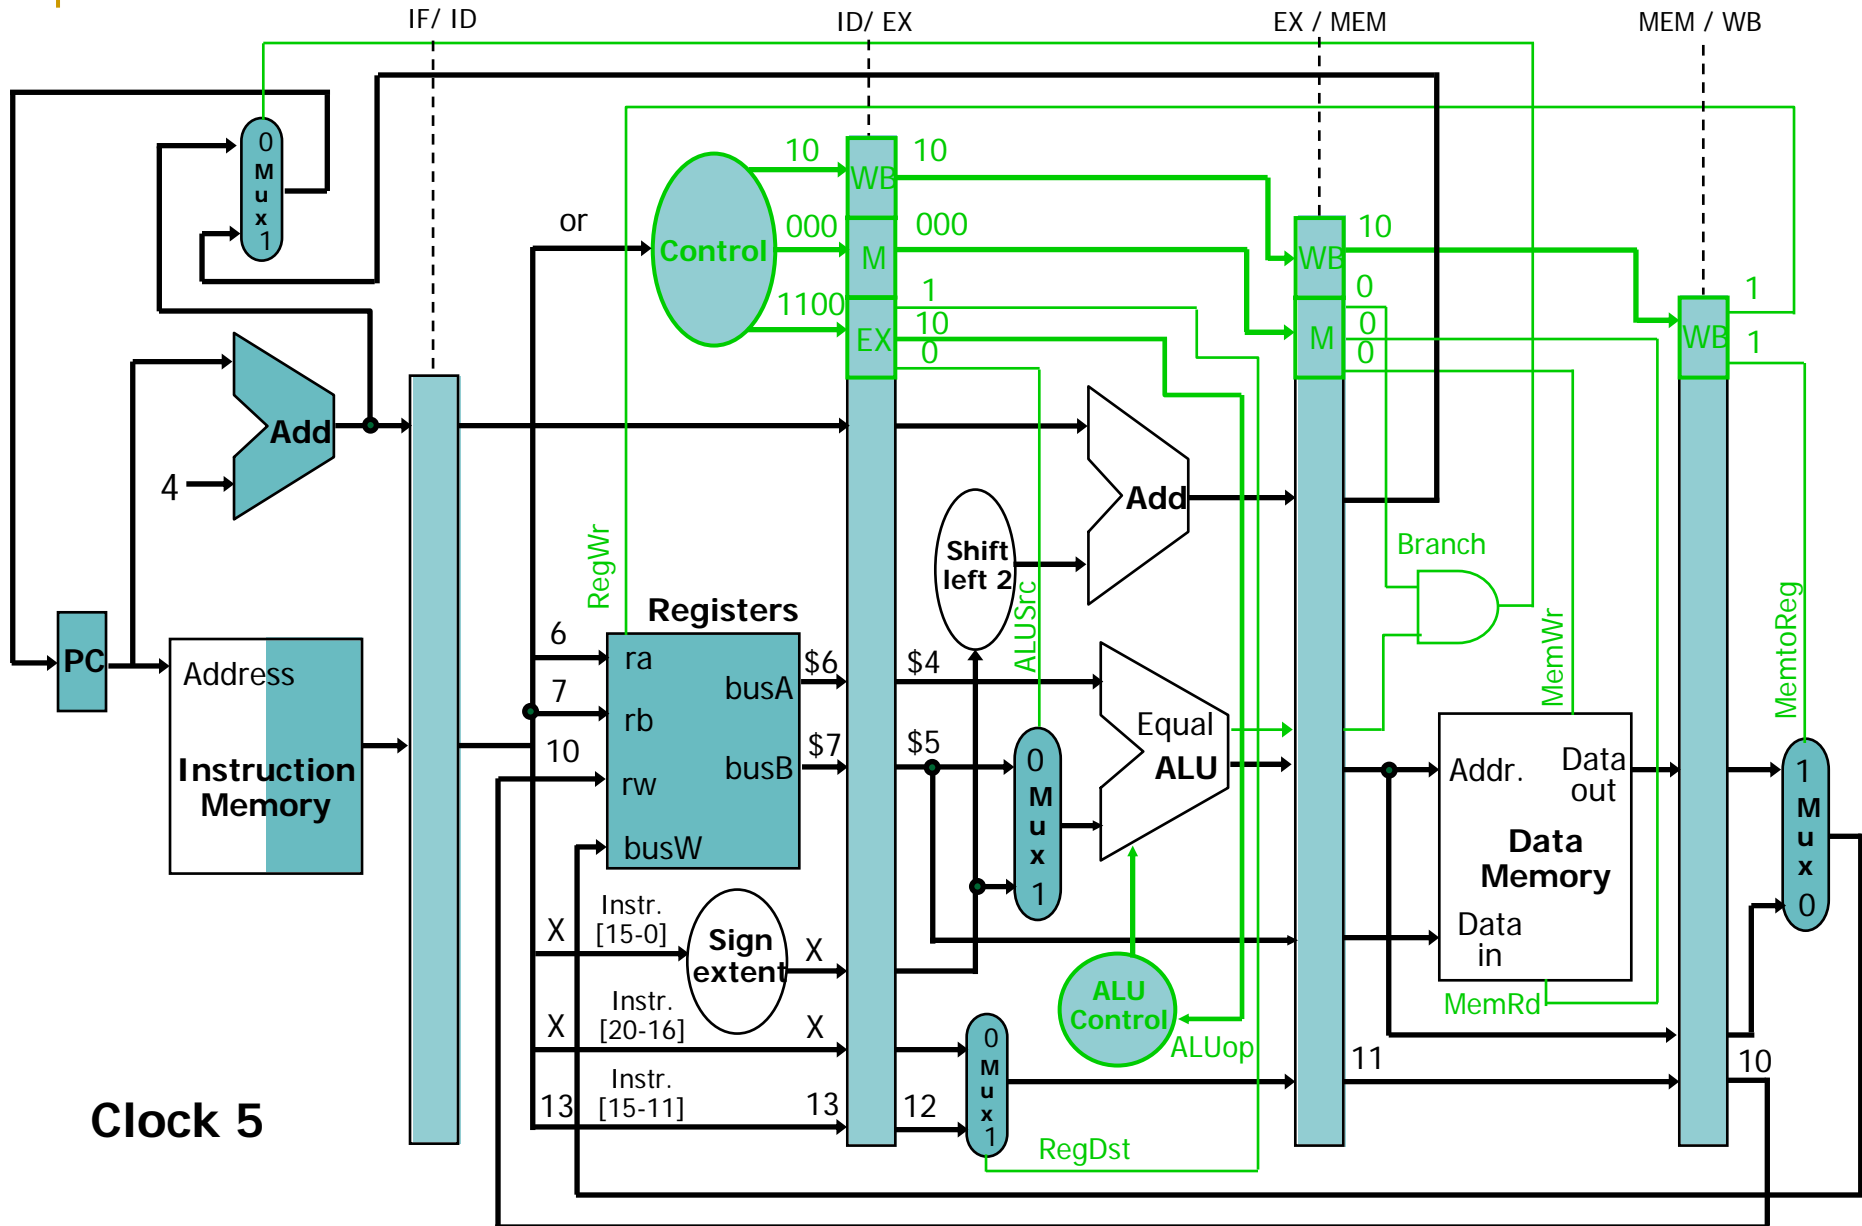 IF/ ID
ID/ EX
EX / MEM
MEM / WB
0
M
u
x
1
or
Control
10
000
1100
WB
M
EX
10
000
1
10
0
WB
M
10
0
0
0
WB
1
1
Add
4
Add
Shift
left 2
ALUSrc
Branch
RegWr
MemWr
MemtoReg
PC
Address
Instruction
Memory
Registers
6
7
10
ra
rb
rw
busW
busA
busB
$6
$7
$4
$5
0
M
u
x
1
Equal
ALU
Addr.
Data
out
Data
Memory
Data
in
MemRd
1
M
u
x
0
X
Instr.
[15-0]
Sign
extent
X
X
Instr.
[20-16]
X
13
Instr.
[15-11]
13
12
0
M
u
x
1
ALU
Control
ALUop
RegDst
11
10
Clock 5